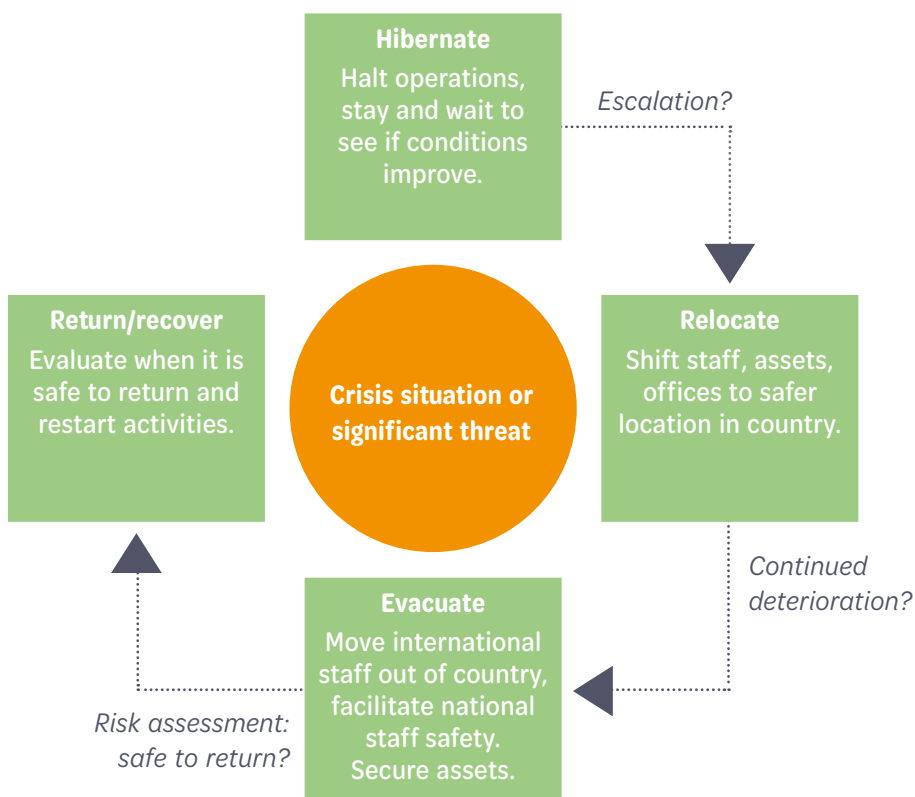 Hibernate
Halt operations,
stay and wait to
see if conditions
improve.
Escalation?
Return/recover
Evaluate when it is
safe to return and
restart activities.
Crisis situation or
significant threat
Relocate
Shift staff, assets,
offices to safer
location in country.
Continued
deterioration?
Evacuate
Move international
staff out of country,
facilitate national
staff safety.
Secure assets.
Risk assessment:
safe to return?